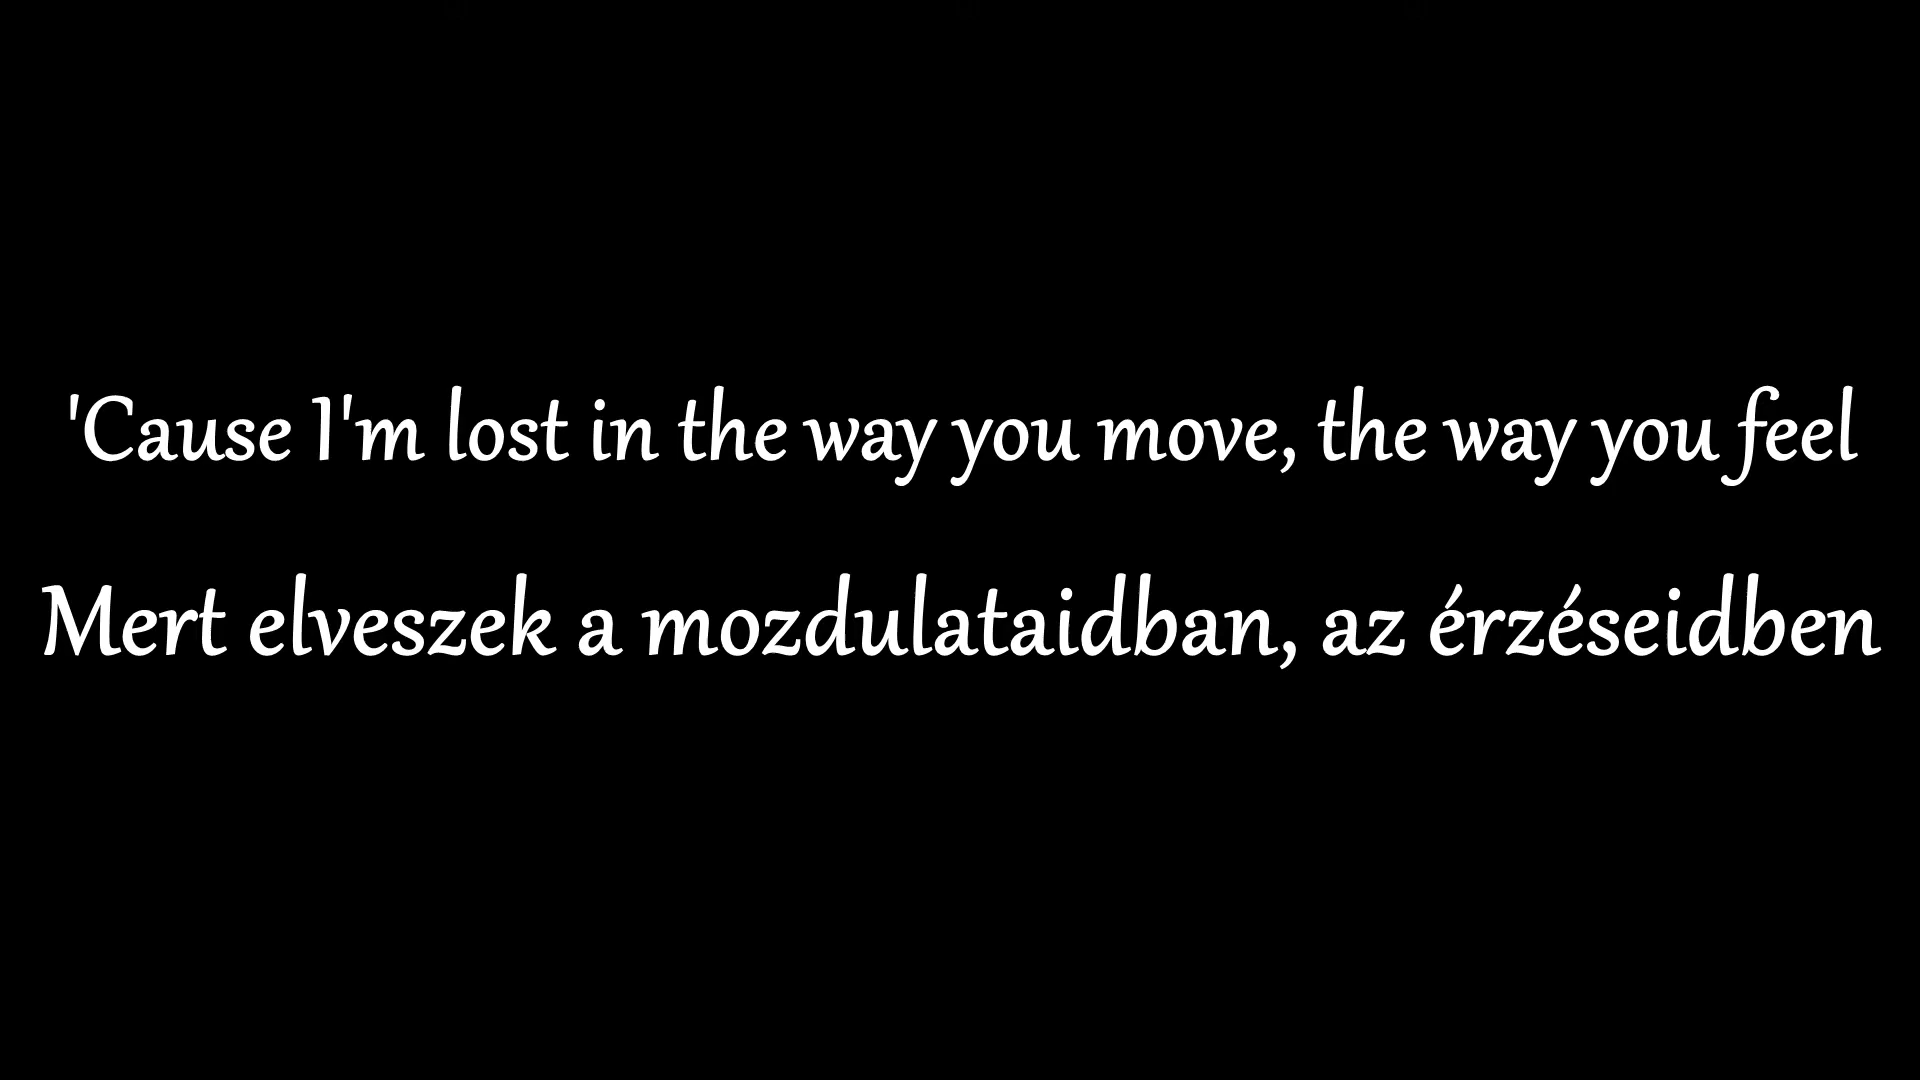 'Cause I'm lost in the way you move, the way you feel
Mert elveszek a mozdulataidban, az érzéseidben